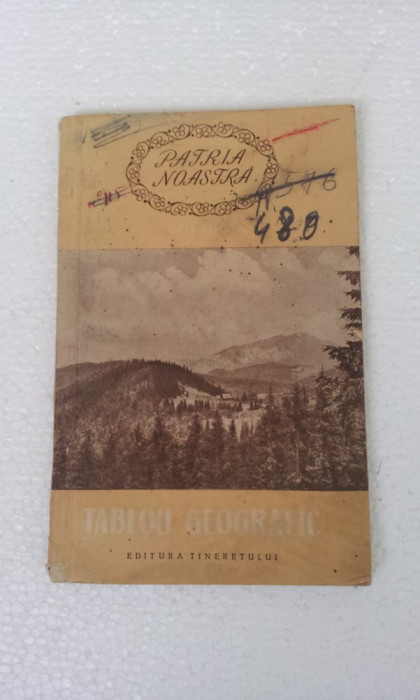 PATRIA
NOASTRA
480
TABLOU GEOGRAFIC
EDITURA TINERETULUI